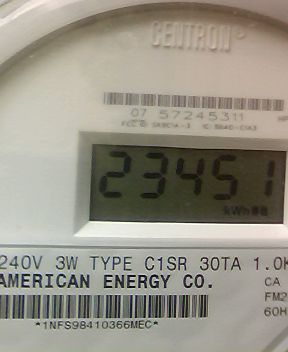 CENTRON®
07 57245311
23451
kWh
240V 3W TYPE C1SR 30TA 1.0K
AMERICAN ENERGY CO.
CA
FM2
60H
*1NFS98410366MEC*